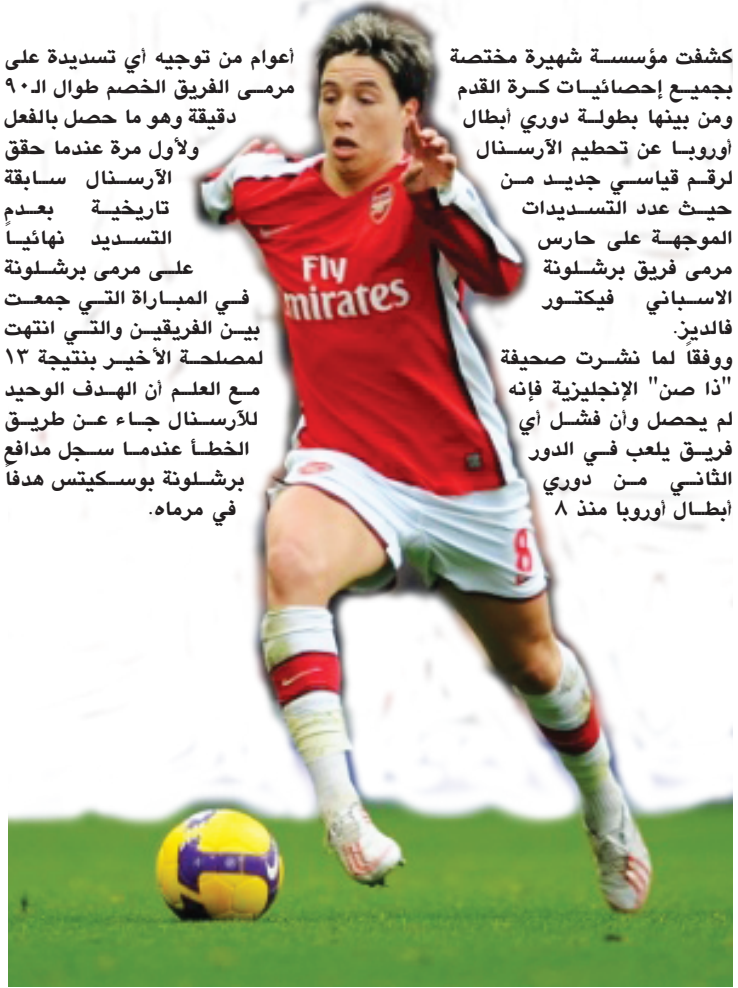 كشفت مؤسسة شهيرة مختصة
بجميع إحصائيات كرة القدم
ومن بينها بطولة دوري أبطال
أوروبا عن تحطيم الآرسنال
لرقم قياسي جديد من
حيث عدد التسديدات
الموجهة على حارس
مرمى فريق برشلونة
الاسباني فيكتور
فالديز.
ووفقاً لما نشرت صحيفة
"ذا صن" الإنجليزية فإنه
لم يحصل وأن فشل أي
فريق يلعب في الدور
الثاني من دوري
أبطال أوروبا منذ ٨
أعوام من توجيه أي تسديدة على
مرمى الفريق الخصم طوال الـ٩٠
دقيقة وهو ما حصل بالفعل
ولأول مرة عندما حقق
الآرسنال سابقة
تاريخية بعدم
التسديد نهائياً
على مرمى برشلونة
في المباراة التي جمعت
بين الفريقين والتي انتهت
لمصلحة الأخير بنتيجة ١٣
مع العلم أن الهدف الوحيد
للآرسنال جاء عن طريق
الخطأ عندما سجل مدافع
برشلونة بوسكيتس هدفاً
في مرماه.
Fly
mirates
8